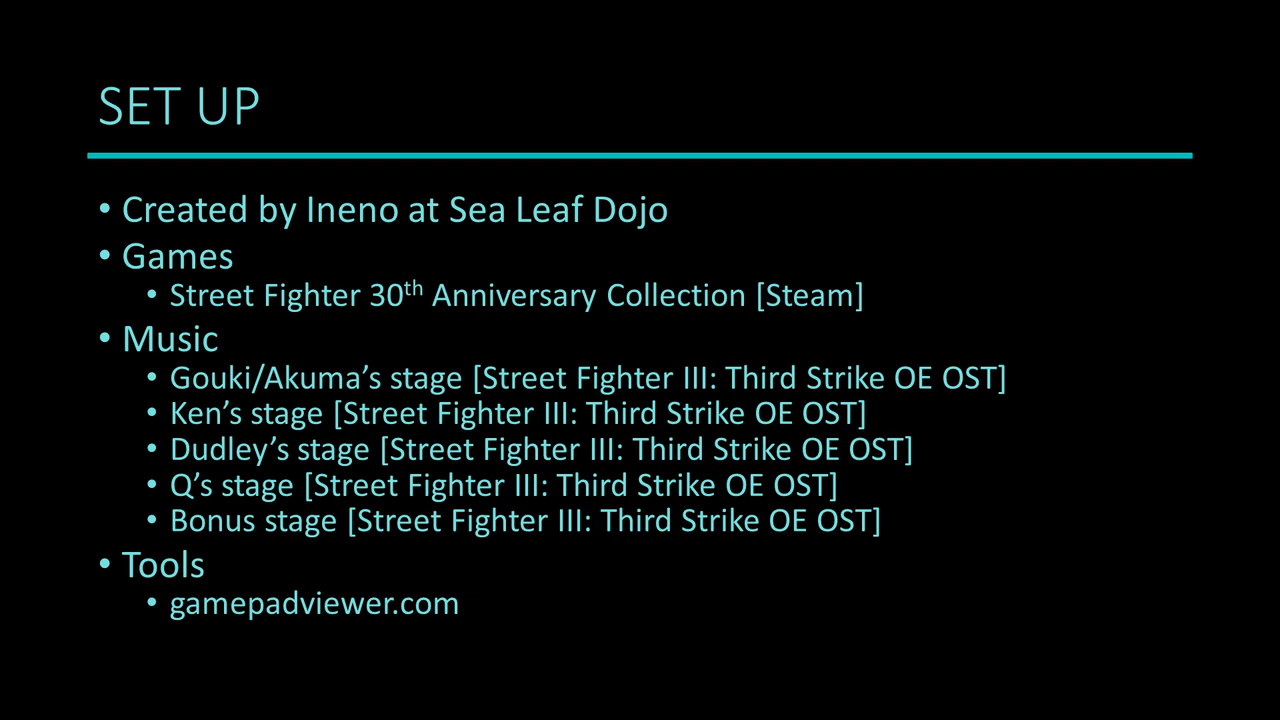 SET UP
• Created by Ineno at Sea Leaf Dojo
• Games
• Street Fighter 30th Anniversary Collection [Steam]
• Music
• Gouki/Akuma’s stage [Street Fighter III: Third Strike OE OST]
• Ken’s stage [Street Fighter III: Third Strike OE OST]
• Dudley’s stage [Street Fighter III: Third Strike OE OST]
• Q’s stage [Street Fighter III: Third Strike OE OST]
• Bonus stage [Street Fighter III: Third Strike OE OST]
• Tools
• gamepadviewer.com